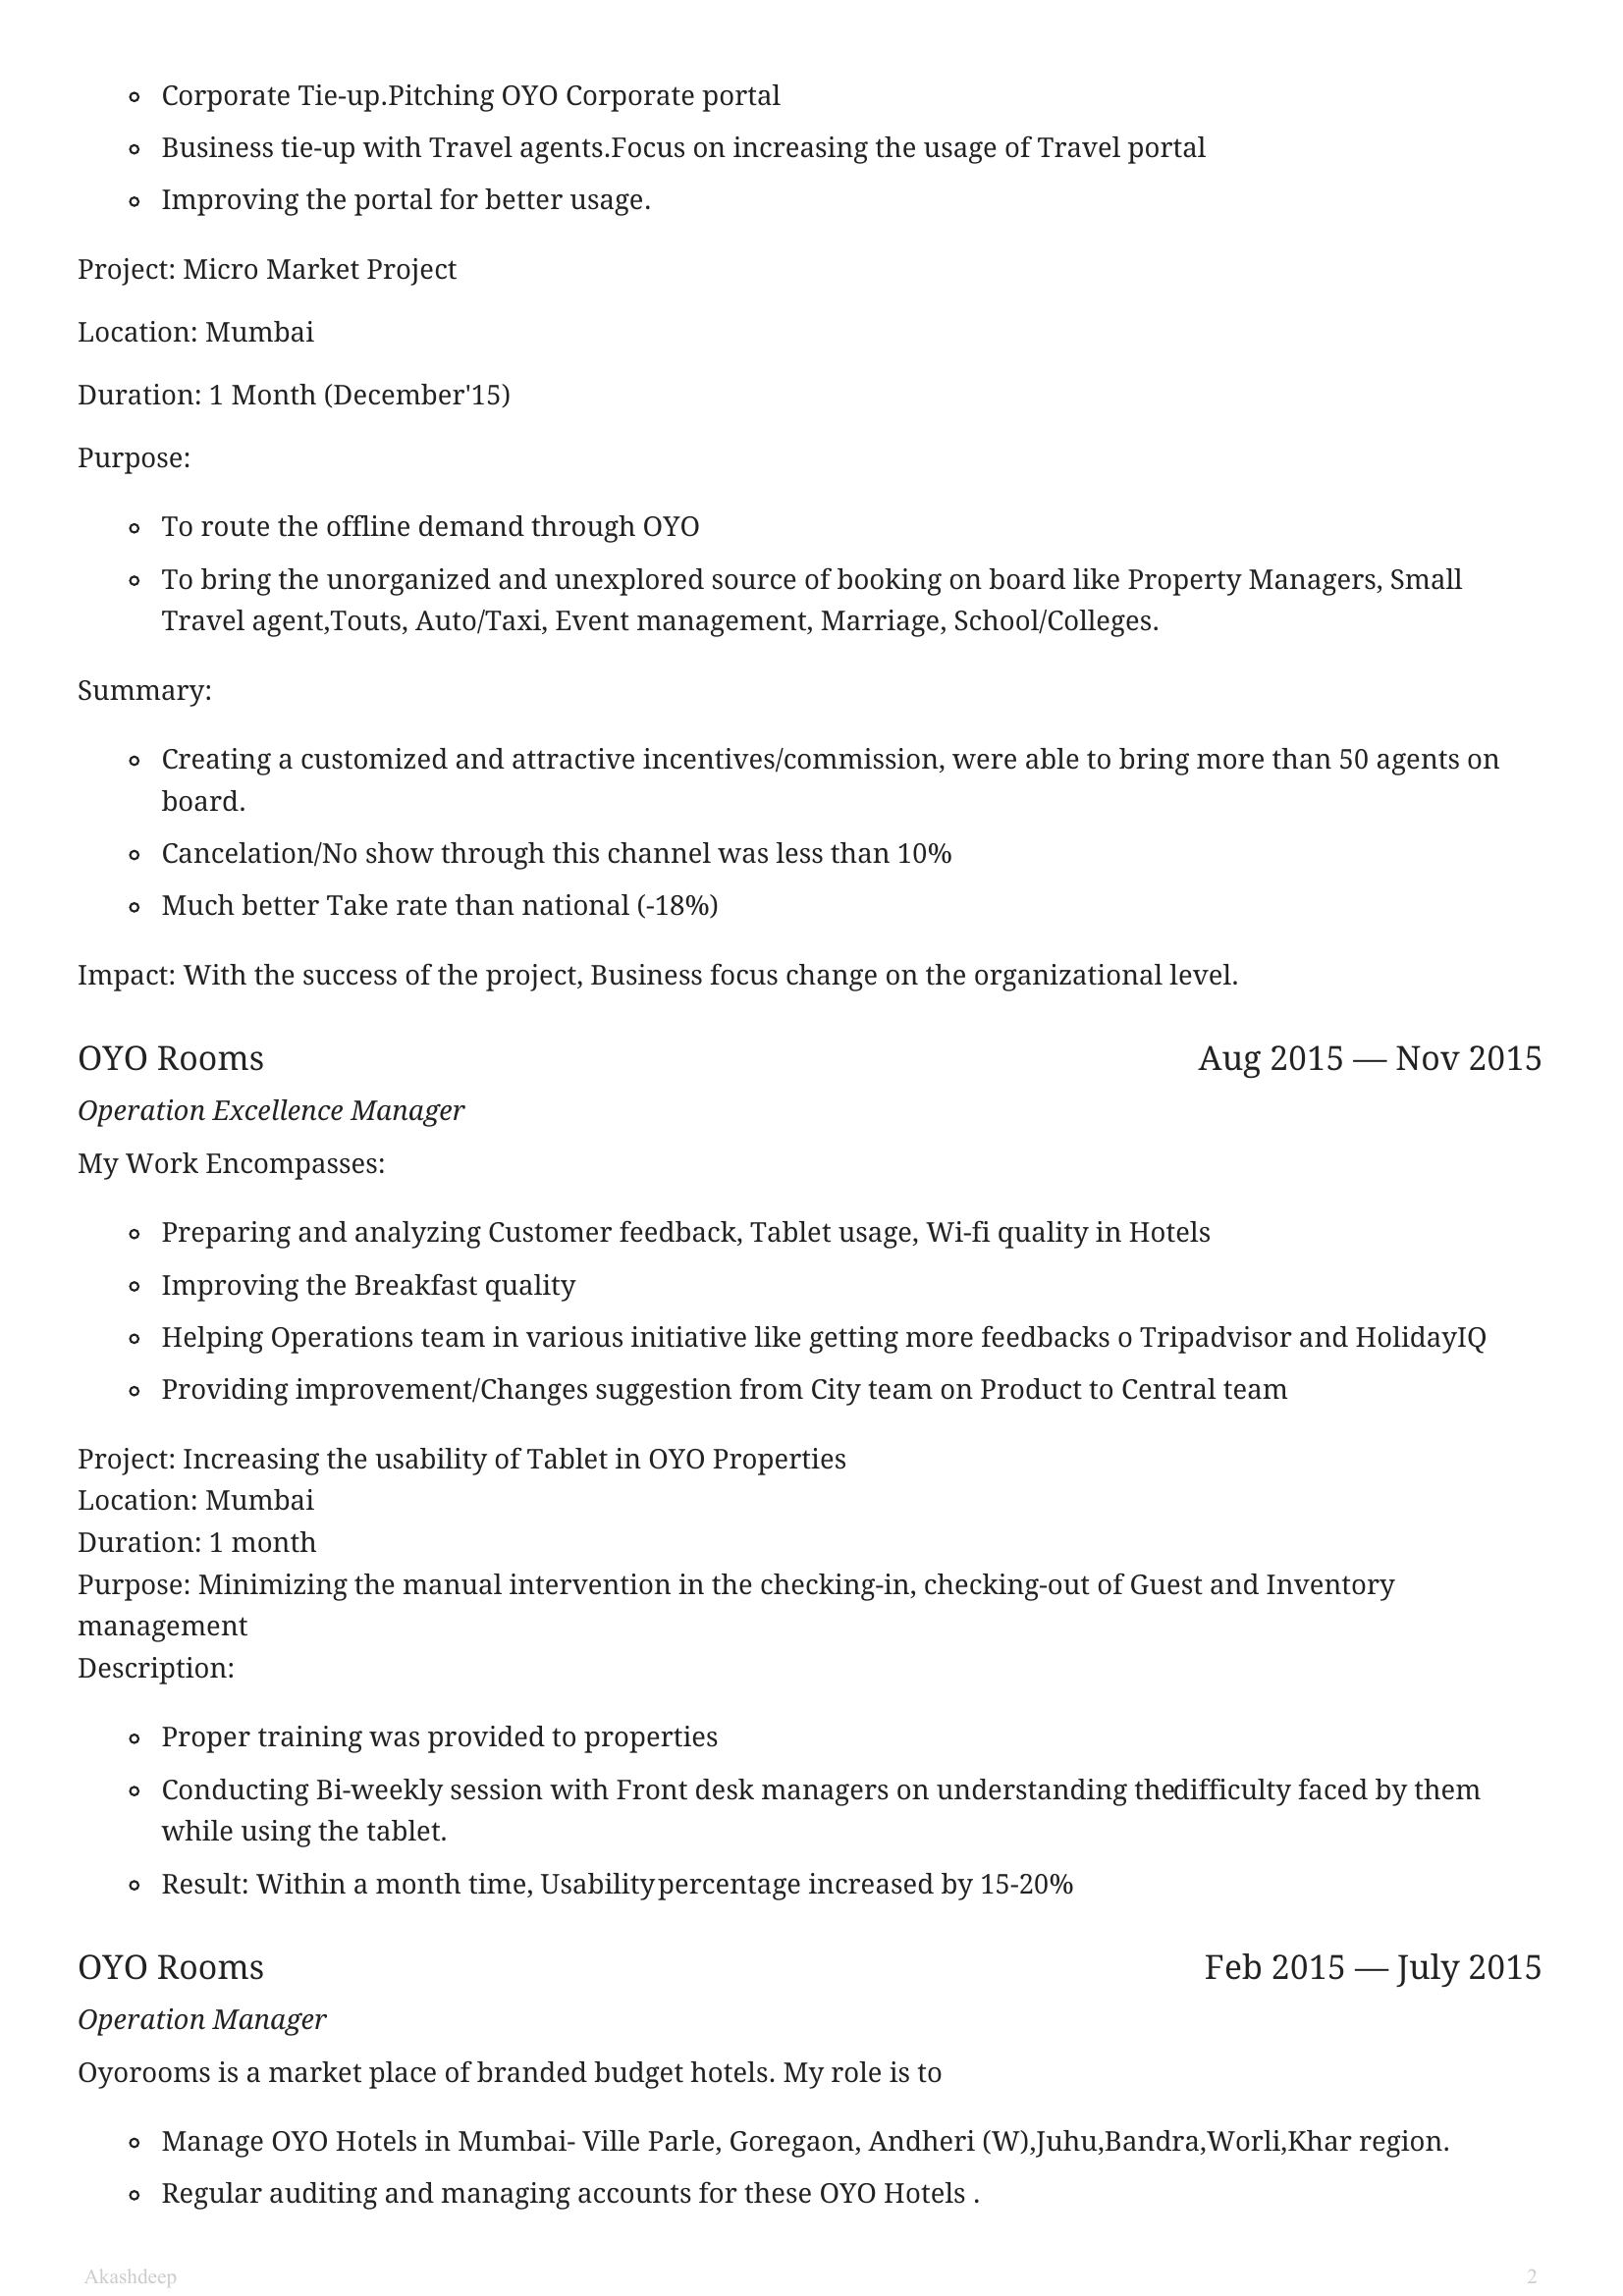 Corporate Tie-up.Pitching OYO Corporate portal
Business tie-up with Travel agents.Focus on increasing the usage of Travel portal
Improving the portal for better usage.
Project: Micro Market Project
Location: Mumbai
Duration: 1 Month (December'15)
Purpose:
To route the offline demand through OYO
To bring the unorganized and unexplored source of booking on board like Property Managers, Small
Travel agent,Touts, Auto/Taxi, Event management, Marriage, School/Colleges.
Summary:
Creating a customized and attractive incentives/commission, were able to bring more than 50 agents on
board.
Cancelation/No show through this channel was less than 10%
Much better Take rate than national (-18%)
Impact: With the success of the project, Business focus change on the organizational level.
OYO Rooms Aug 2015 — Nov 2015
Operation Excellence Manager
My Work Encompasses:
Preparing and analyzing Customer feedback, Tablet usage, Wi-fi quality in Hotels
Improving the Breakfast quality
Helping Operations team in various initiative like getting more feedbacks o Tripadvisor and HolidayIQ
Providing improvement/Changes suggestion from City team on Product to Central team
Project: Increasing the usability of Tablet in OYO Properties
Location: Mumbai
Duration: 1 month
Purpose: Minimizing the manual intervention in the checking-in, checking-out of Guest and Inventory
management
Description:
Proper training was provided to properties
Conducting Bi-weekly session with Front desk managers on understanding thedifficulty faced by them
while using the tablet.
Result: Within a month time, Usability percentage increased by 15-20%
OYO Rooms Feb 2015 — July 2015
Operation Manager
Oyorooms is a market place of branded budget hotels. My role is to
Manage OYO Hotels in Mumbai- Ville Parle, Goregaon, Andheri (W),Juhu,Bandra,Worli,Khar region.
Regular auditing and managing accounts for these OYO Hotels .
Akashdeep 2